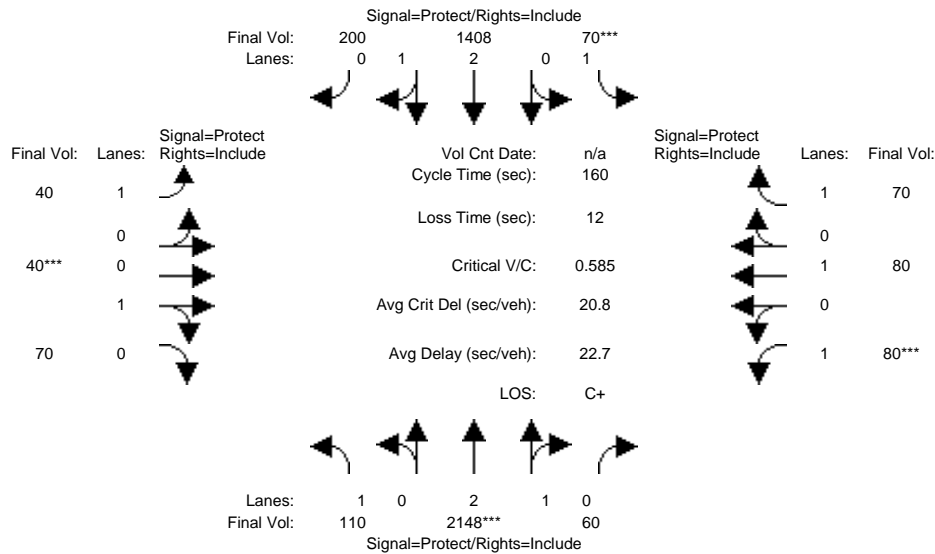 Signal=Protect/Rights=Include
Final Vol: 200 1408 70***
Lanes: 0 1 2 0 1
Signal=Protect Signal=Protect
Final Vol: Lanes: Rights=Include Vol Cnt Date: n/a Rights=Include Lanes: Final Vol:
Cycle Time (sec): 160
40 1 1 70
Loss Time (sec): 12
0 0
40*** 0 Critical V/C: 0.585 1 80
1 Avg Crit Del (sec/veh): 20.8 0
70 0 Avg Delay (sec/veh): 22.7 1 80***
LOS: C+
Lanes: 1 0 2 1 0
Final Vol: 110 2148*** 60
Signal=Protect/Rights=Include